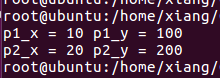 root@ubuntu:/home/xiang/
p1_x = 10 p1_y = 100
p2_x = 20 p2_y = 200
root@ubuntu:/home/xiang/